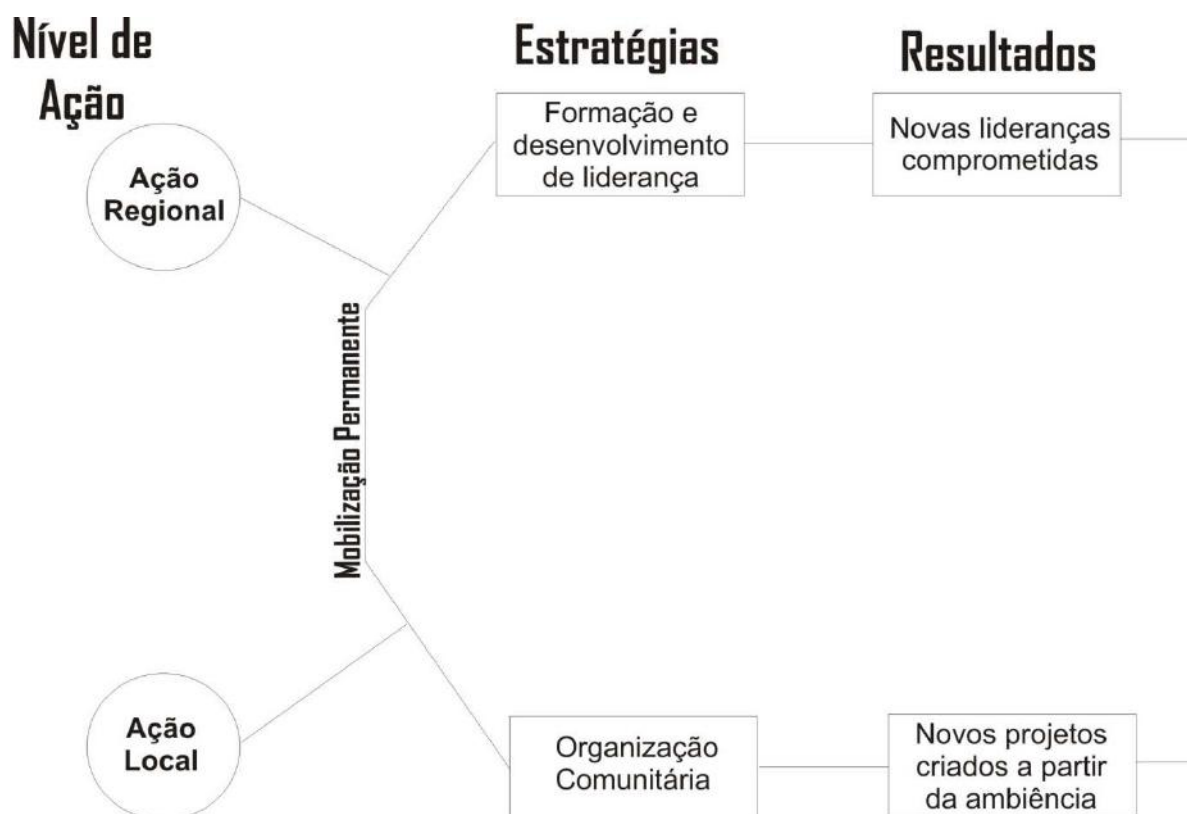 Nível de
Ação
Estratégias
Resultados
Ação
Regional
Formação e
desenvolvimento
de liderança
Novas lideranças
comprometidas
Mobilização Permanente
Ação
Local
Organização
Comunitária
Novos projetos
criados a partir
da ambiência